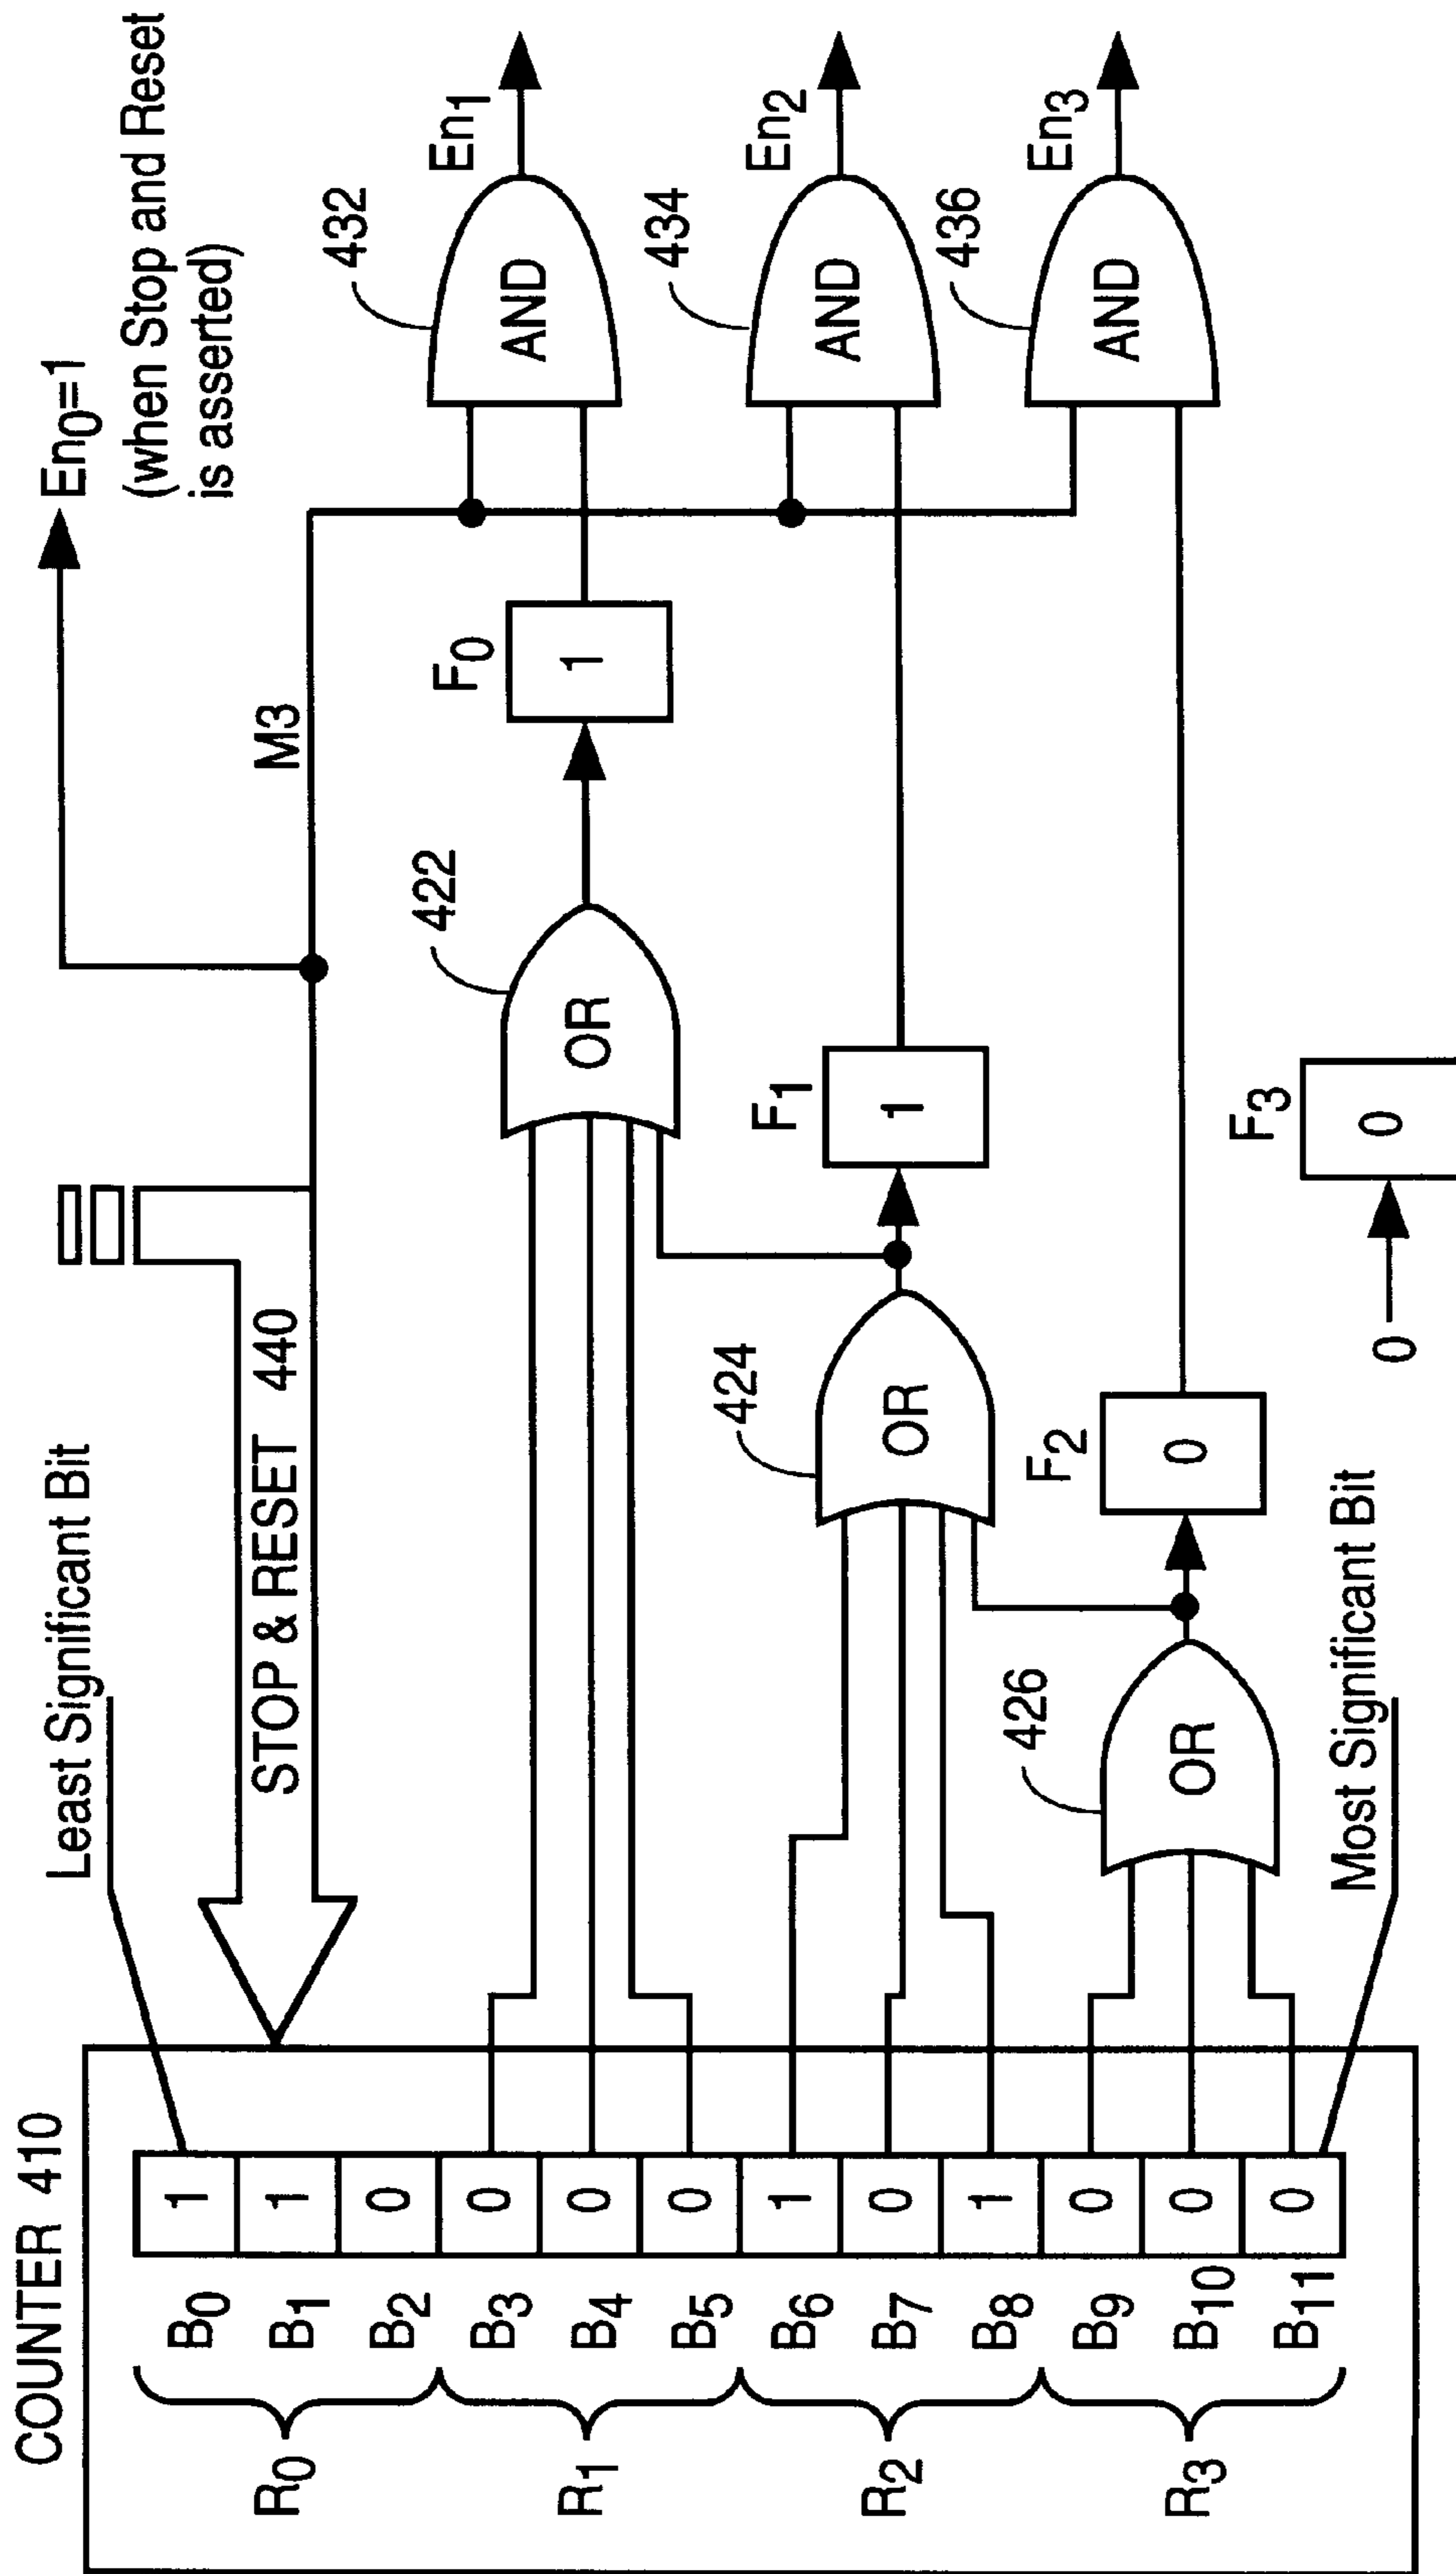 COUNTER 410
R0
R1
R2
R3
B0
B1
B2
B3
B4
B5
B6
B7
B8
B9
B10
B11
1
1
0
0
0
0
1
0
1
0
0
0
Least Significant Bit
Most Significant Bit
STOP & RESET 440
M3
En0=1
(when Stop and Reset
is asserted)
422
OR
F0
1
424
OR
F1
1
426
OR
F2
0
0
F3
0
432
AND
En1
434
AND
En2
436
AND
En3